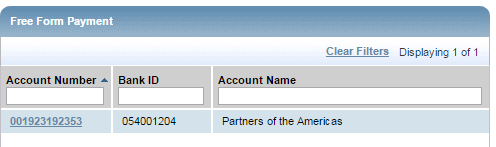 Free Form Payment
Clear Filters Displaying 1 of 1
Account Number Bank ID Account Name
001923192353 054001204 Partners of the Americas